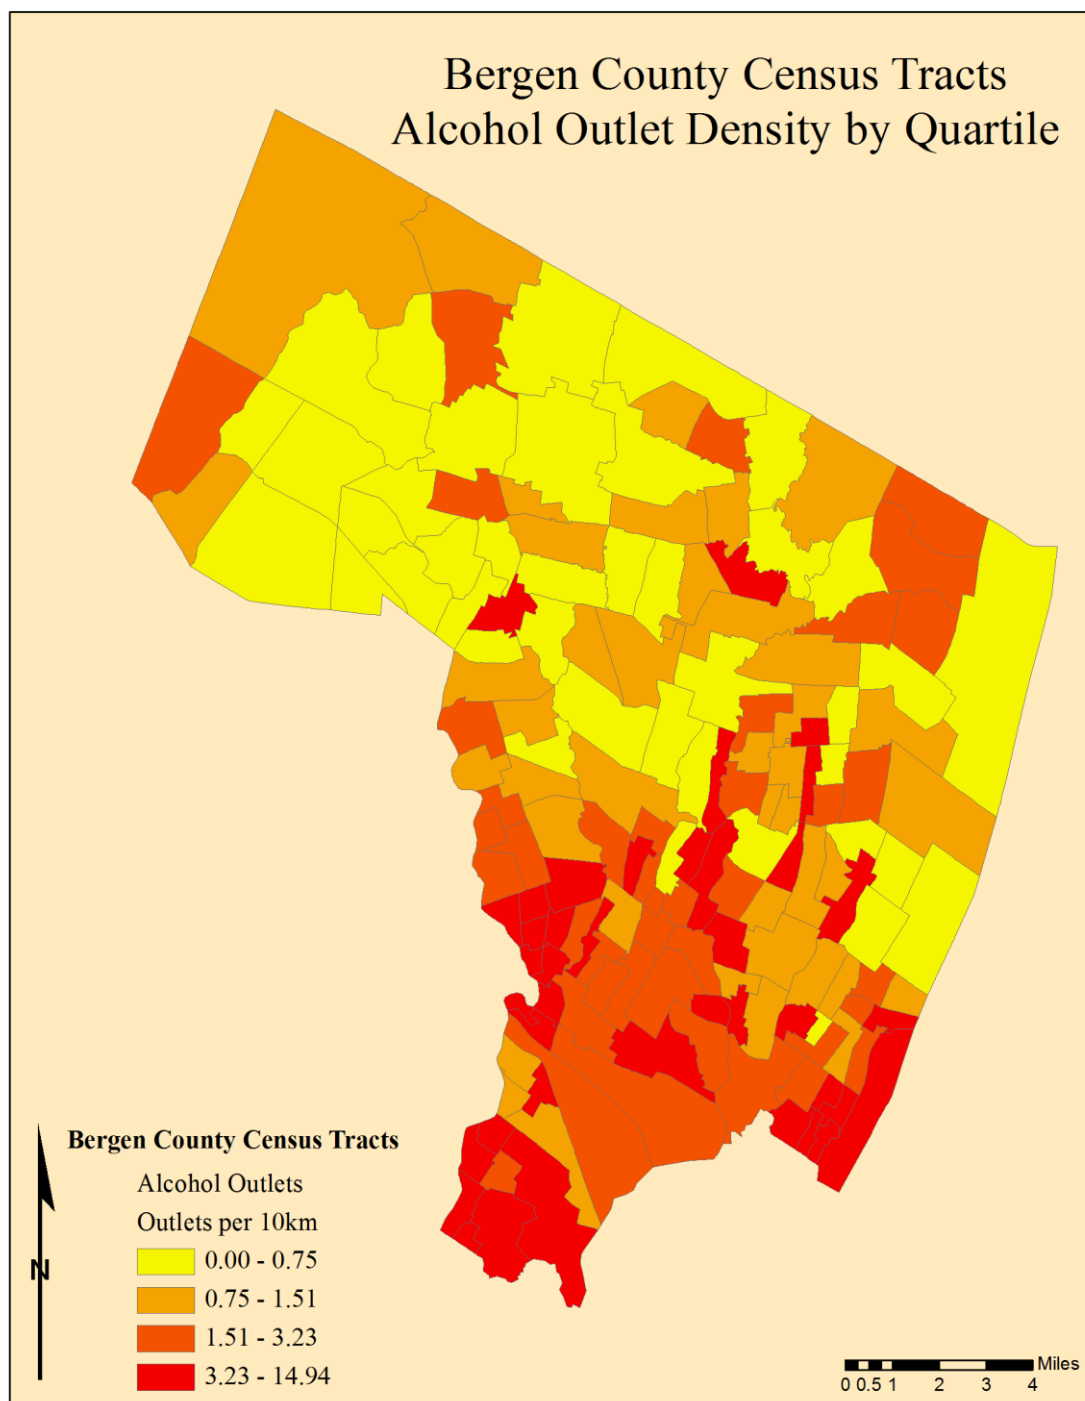 Bergen County Census Tracts
Alcohol Outlet Density by Quartile
Bergen County Census Tracts
Alcohol Outlets
Outlets per 10km
0.00 - 0.75
0.75 - 1.51
1.51 - 3.23
3.23 - 14.94
N
Miles
0 0.5 1 2 3 4